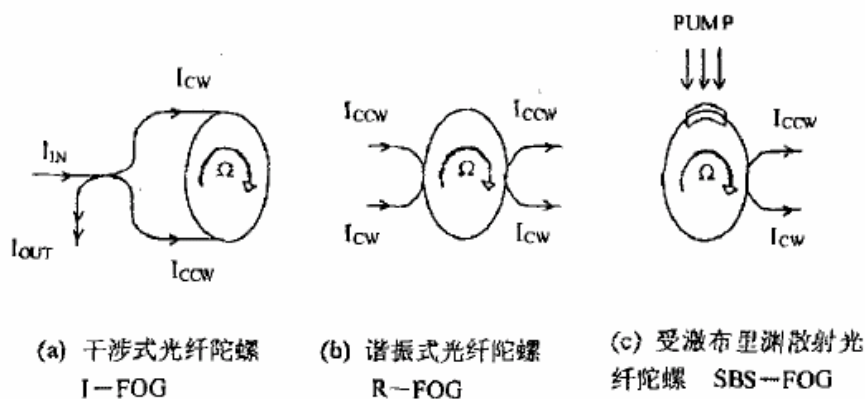 I_CW
I_IN
Ω
I_OUT
I_CCW
(a) 干涉式光纤陀螺
I-FOG
I_CCW
I_CCW
Ω
I_CW
I_CW
(b) 谐振式光纤陀螺
R-FOG
PUMP
I_CCW
Ω
I_CW
(c) 受激布里渊散射光
纤陀螺 SBS-FOG